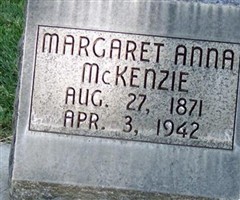 MARGARET ANNA
McKENZIE
AUG. 27, 1871
APR. 3, 1942